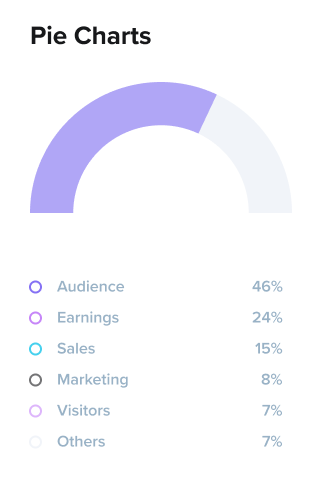 Pie Charts
Audience 46%
Earnings 24%
Sales 15%
Marketing 8%
Visitors 7%
Others 7%